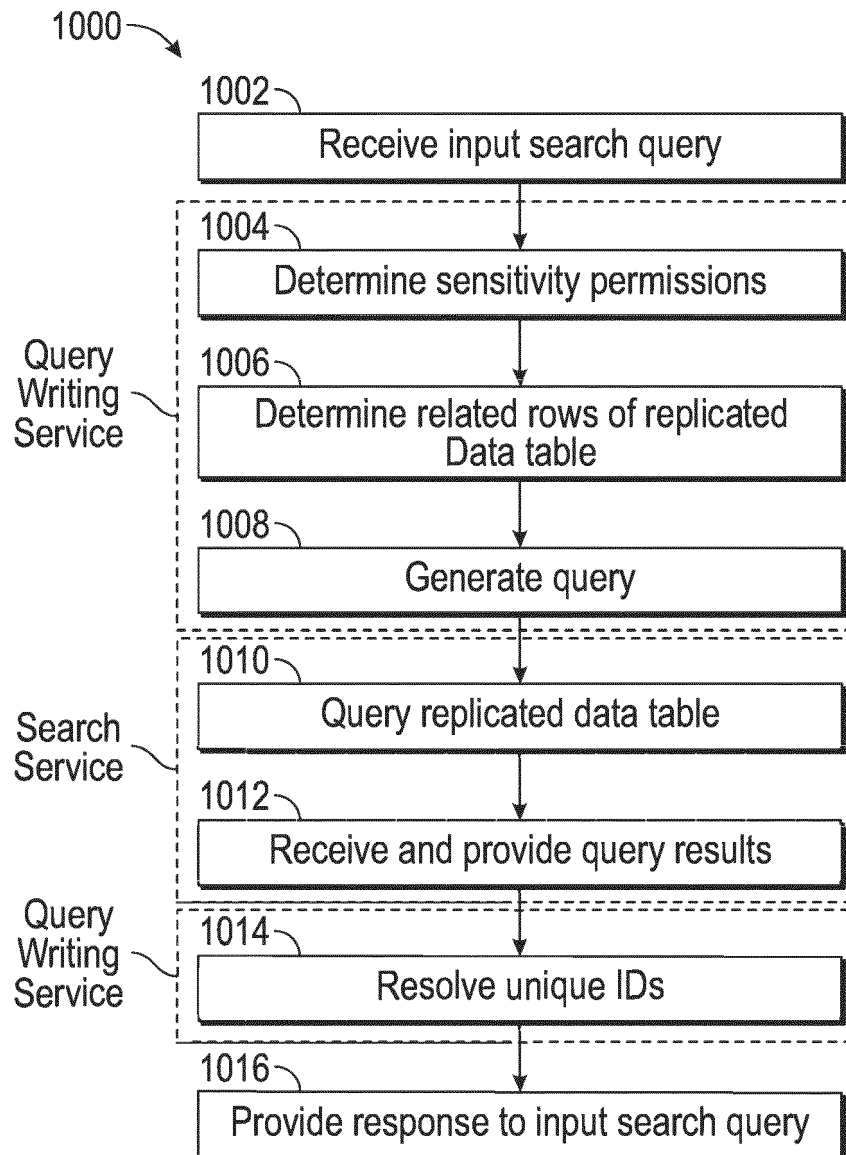 1000
1002
Receive input search query
1004
Determine sensitivity permissions
Query
Writing
Service
1006
Determine related rows of replicated
Data table
1008
Generate query
1010
Query replicated data table
Search
Service
1012
Receive and provide query results
Query
Writing
Service
1014
Resolve unique IDs
1016
Provide response to input search query